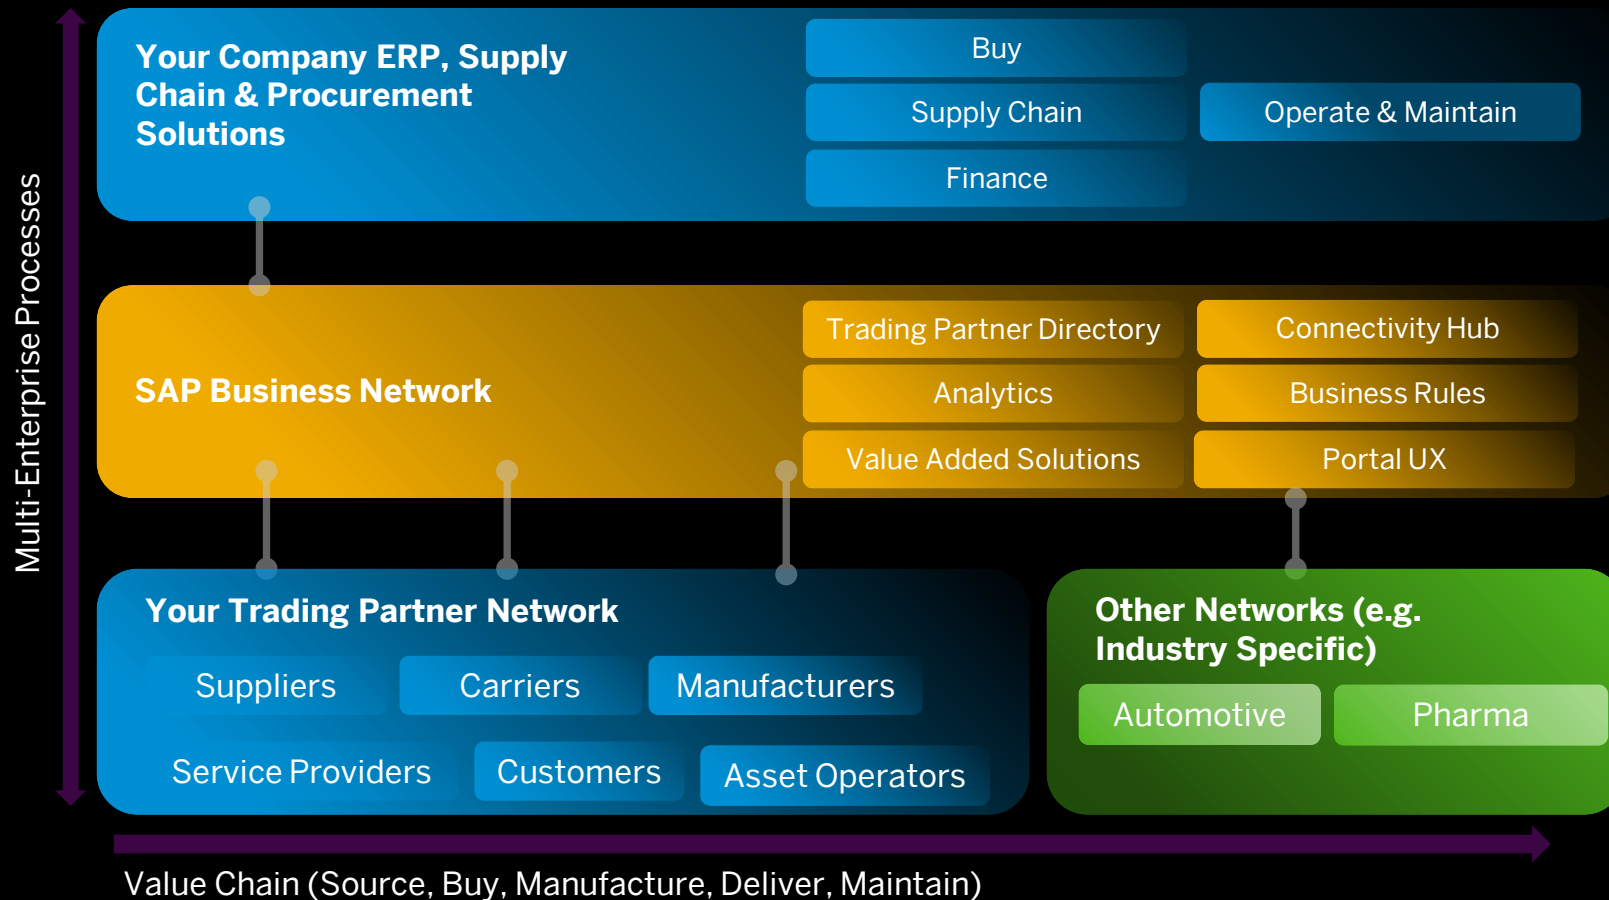 Your Company ERP, Supply
Chain & Procurement
Solutions
Buy
Supply Chain
Operate & Maintain
Finance
Multi-Enterprise Processes
SAP Business Network
Trading Partner Directory
Connectivity Hub
Analytics
Business Rules
Value Added Solutions
Portal UX
Your Trading Partner Network
Suppliers
Carriers
Manufacturers
Service Providers
Customers
Asset Operators
Other Networks (e.g.
Industry Specific)
Automotive
Pharma
Value Chain (Source, Buy, Manufacture, Deliver, Maintain)